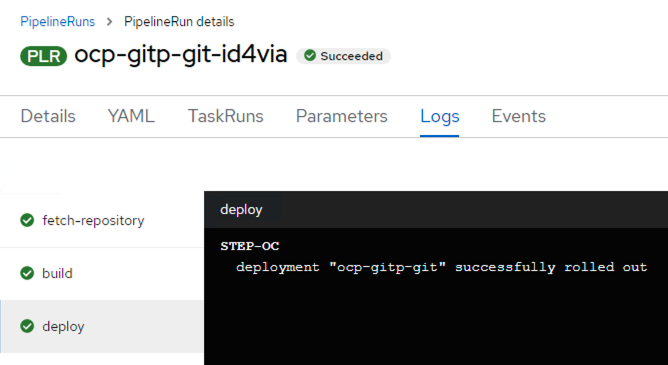 PipelineRuns > PipelineRun details
PLR ocp-gitp-git-id4via Succeeded
Details YAML TaskRuns Parameters Logs Events
fetch-repository
build
deploy
deploy
STEP-OC
deployment "ocp-gitp-git" successfully rolled out